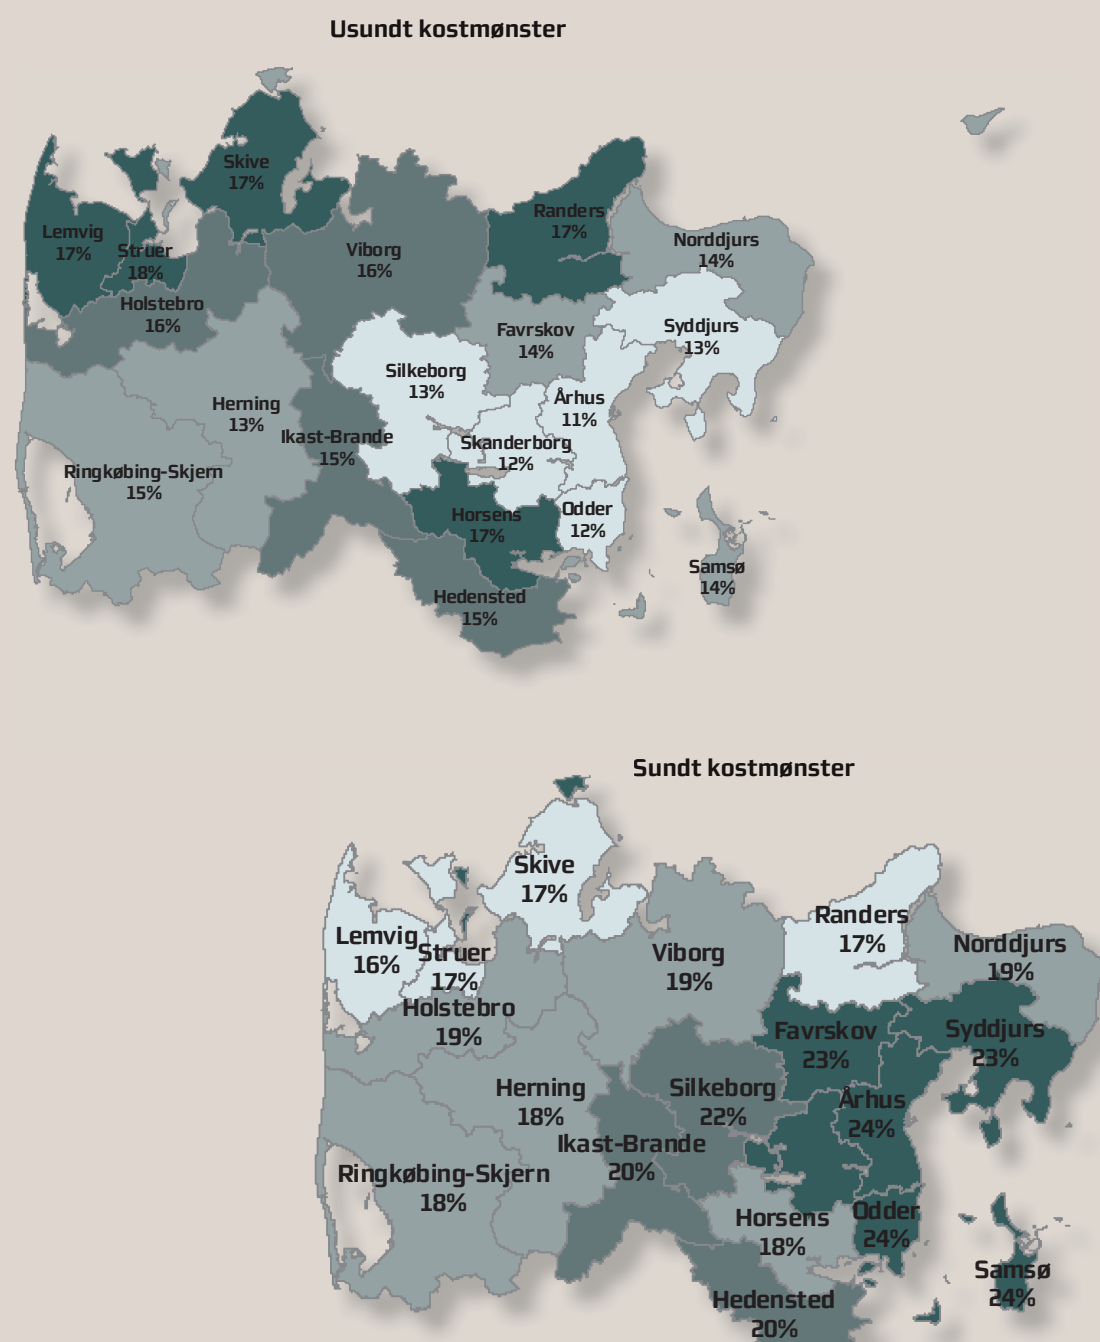 Usundt kostmønster
Skive
17%
Lemvig
17%
Struer
18%
Randers
17%
Viborg
16%
Norddjurs
14%
Holstebro
16%
Favrskov
14%
Syddjurs
13%
Silkeborg
13%
Århus
11%
Herning
13%
Ikast-Brande
15%
Skanderborg
12%
Ringkøbing-Skjern
15%
Horsens
17%
Odder
12%
Samsø
14%
Hedensted
15%
Sundt kostmønster
Skive
17%
Lemvig
16%
Struer
17%
Randers
17%
Viborg
19%
Norddjurs
19%
Holstebro
19%
Favrskov
23%
Syddjurs
23%
Herning
18%
Silkeborg
22%
Århus
24%
Ikast-Brande
20%
Ringkøbing-Skjern
18%
Horsens
18%
Odder
24%
Samsø
24%
Hedensted
20%